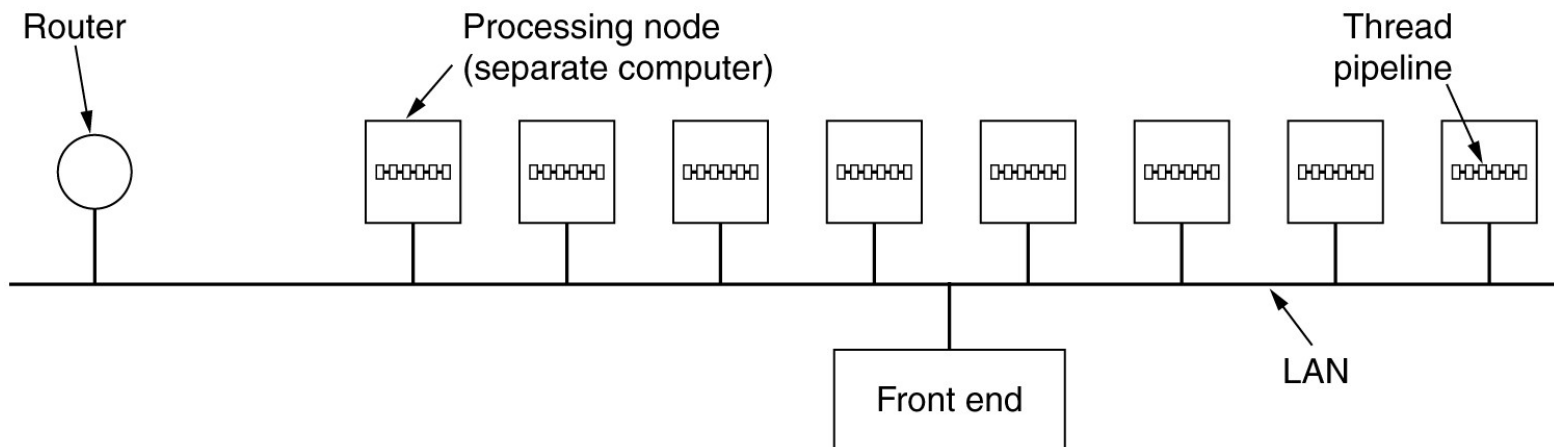 Router
Processing node
(separate computer)
Thread
pipeline
LAN
Front end